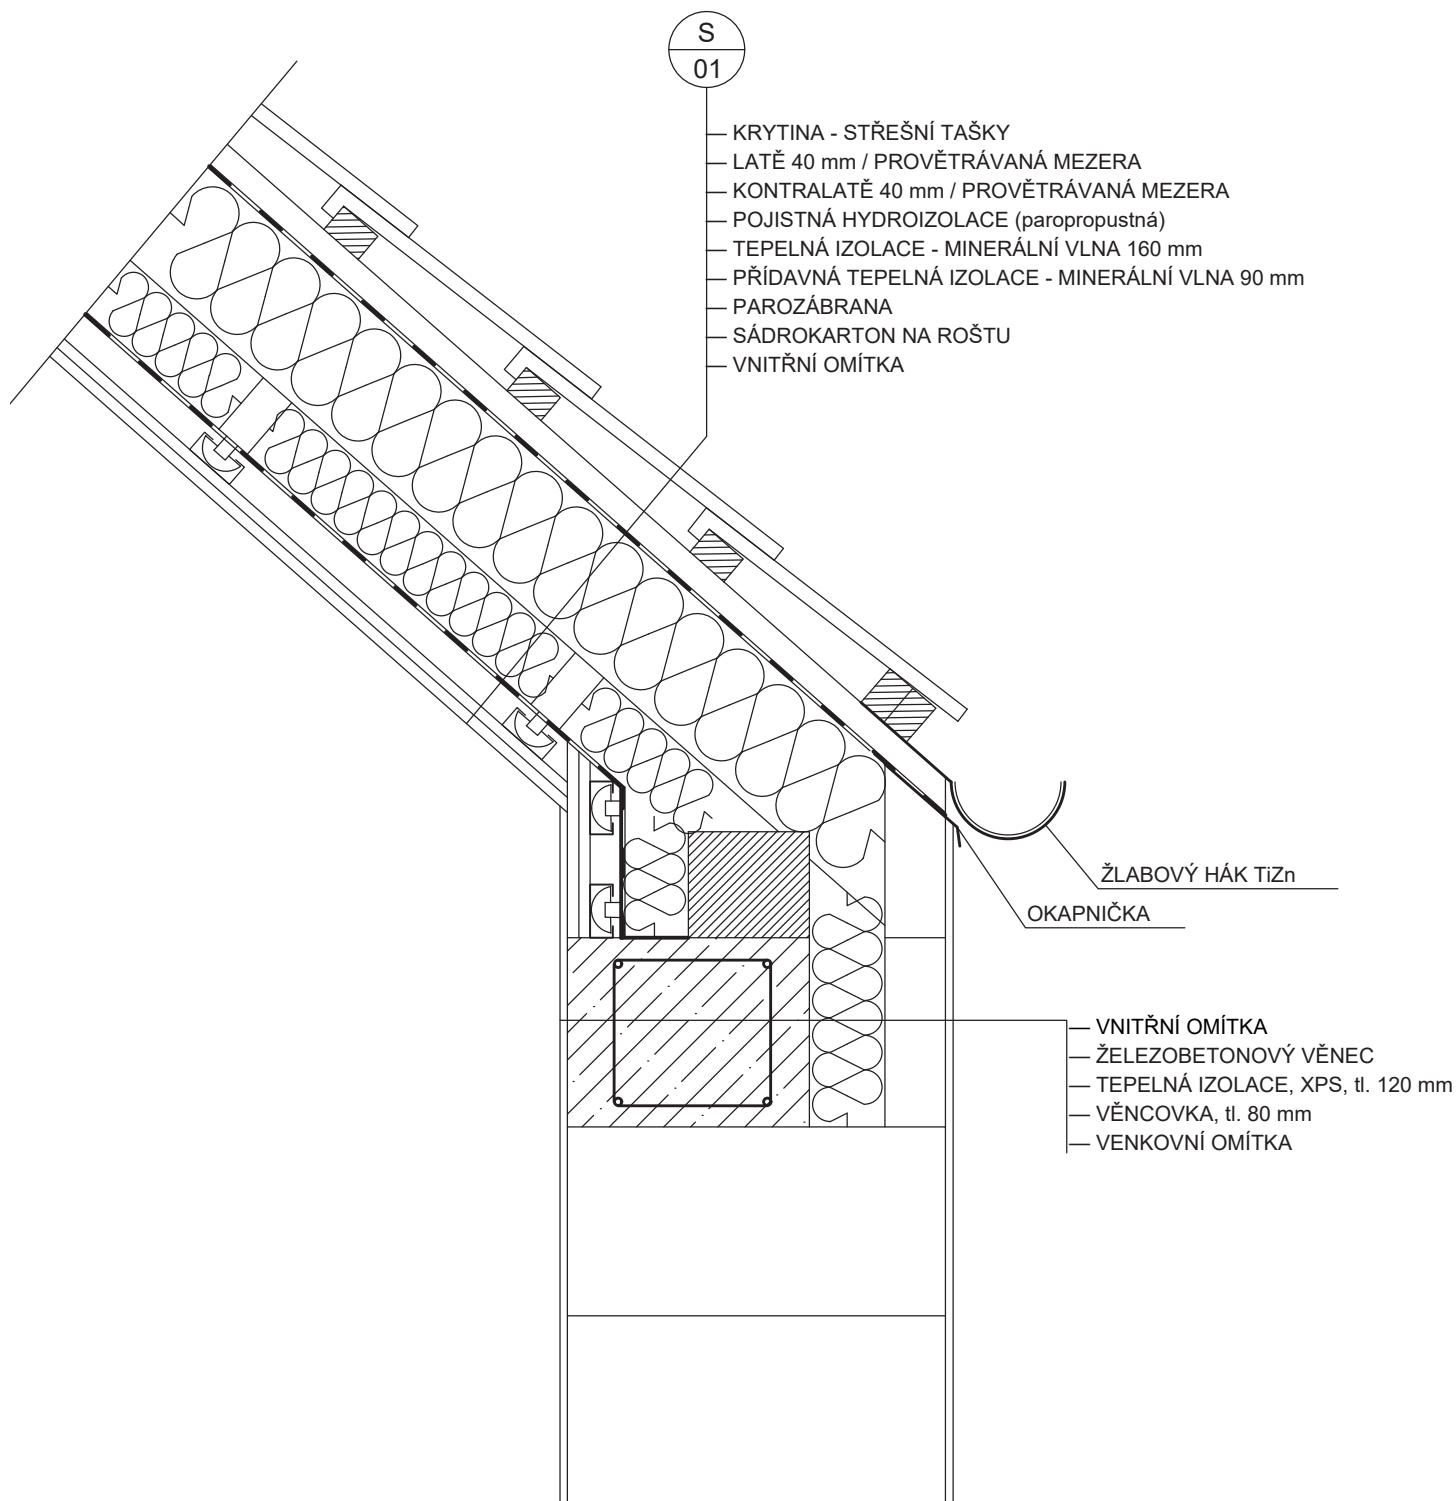 S
01
KRYTINA - STŘEŠNÍ TAŠKY
LATĚ 40 mm / PROVĚTRÁVANÁ MEZERA
KONTRALATĚ 40 mm / PROVĚTRÁVANÁ MEZERA
POJISTNÁ HYDROIZOLACE (paropropustná)
TEPELNÁ IZOLACE - MINERÁLNÍ VLNA 160 mm
PŘÍDAVNÁ TEPELNÁ IZOLACE - MINERÁLNÍ VLNA 90 mm
PAROZÁBRANA
SÁDROKARTON NA ROŠTU
VNITŘNÍ OMÍTKA
ŽLABOVÝ HÁK TiZn
OKAPNIČKA
VNITŘNÍ OMÍTKA
ŽELEZOBETONOVÝ VĚNEC
TEPELNÁ IZOLACE, XPS, tl. 120 mm
VĚNCOVKA, tl. 80 mm
VENKOVNÍ OMÍTKA